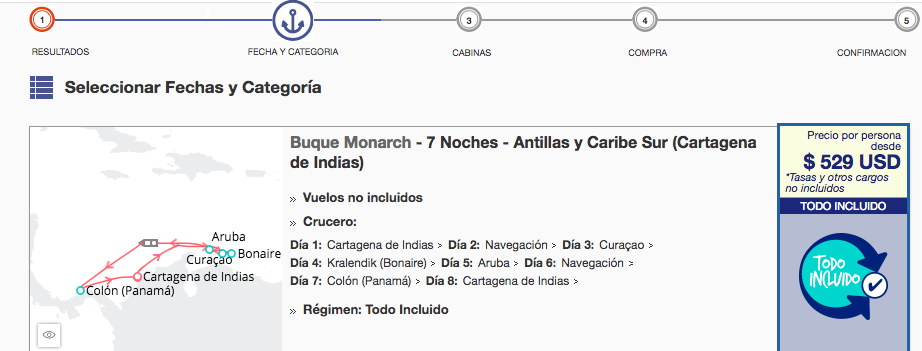 1
3
4
5
RESULTADOS
FECHA Y CATEGORIA
CABINAS
COMPRA
CONFIRMACION
Seleccionar Fechas y Categoría
Aruba
Curaçao
Bonaire
Cartagena de Indias
Colón (Panamá)
Buque Monarch - 7 Noches - Antillas y Caribe Sur (Cartagena
de Indias)
» Vuelos no incluidos
» Crucero:
Día 1: Cartagena de Indias > Día 2: Navegación > Día 3: Curaçao >
Día 4: Kralendik (Bonaire) > Día 5: Aruba > Día 6: Navegación >
Día 7: Colón (Panamá) > Día 8: Cartagena de Indias >
» Régimen: Todo Incluido
Precio por persona
desde
$ 529 USD
*Tasas y otros cargos
no incluidos
TODO INCLUIDO
TODO
INCLUIDO